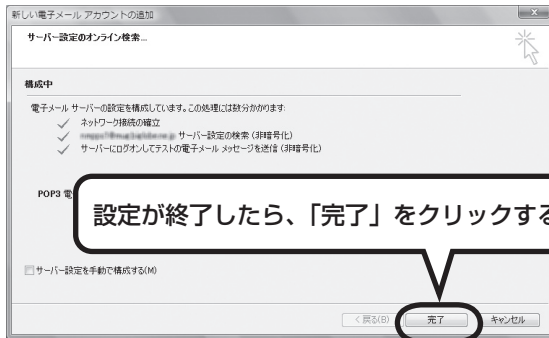 新しい電子メール アカウントの追加
サーバー設定のオンライン検索...
構成中
電子メール サーバーの設定を構成しています。この処理には数分かかります:
ネットワーク接続の確立
サーバー設定の検索 (非暗号化)
サーバーにログオンしてテストの電子メール メッセージを送信 (非暗号化)
POP3 電
設定が終了したら、「完了」をクリックする
サーバー設定を手動で構成する(M)
< 戻る(B)
完了
キャンセル